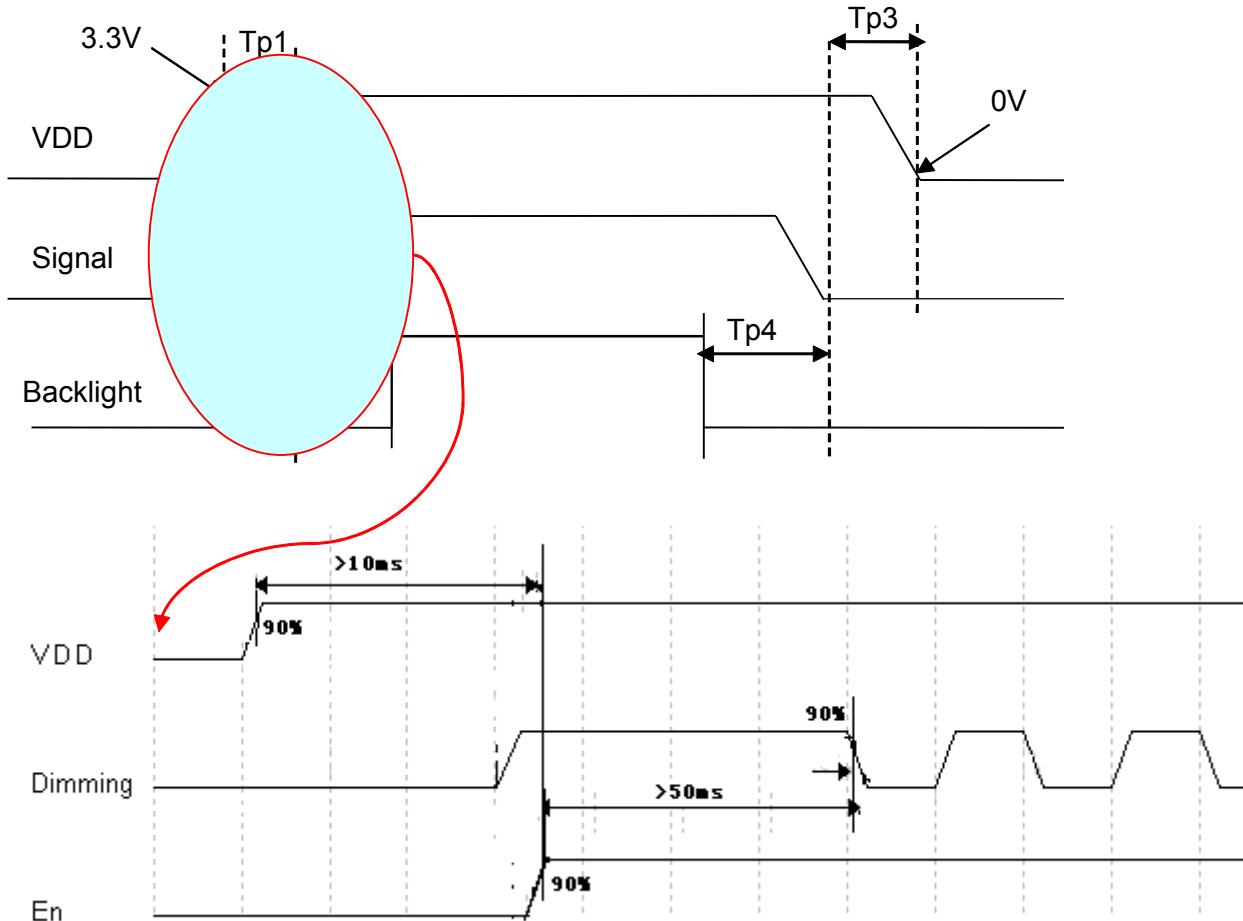 Tp3
3.3V
Tp1
0V
VDD
Signal
Tp4
Backlight
>10ms
90%
VDD
90%
Dimming
>50ms
90%
En